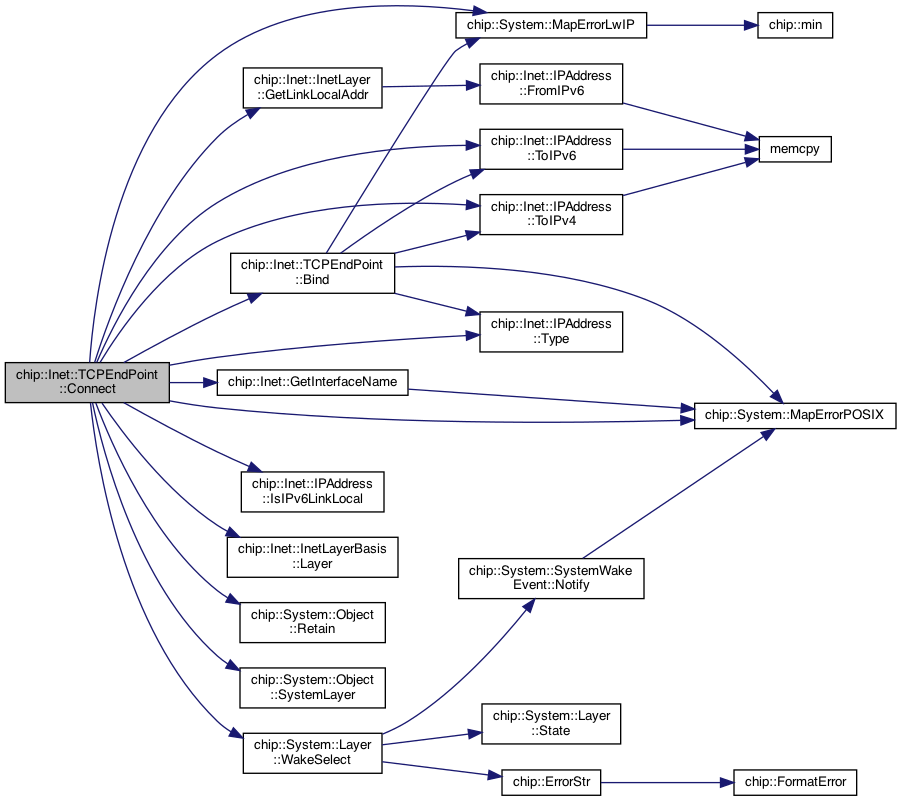 chip::System::MapErrorLwIP
chip::min
chip::Inet::InetLayer
::GetLinkLocalAddr
chip::Inet::IPAddress
::FromIPv6
chip::Inet::IPAddress
::ToIPv6
memcpy
chip::Inet::IPAddress
::ToIPv4
chip::Inet::TCPEndPoint
::Bind
chip::Inet::IPAddress
::Type
chip::Inet::TCPEndPoint
::Connect
chip::Inet::GetInterfaceName
chip::System::MapErrorPOSIX
chip::Inet::IPAddress
::IsIPv6LinkLocal
chip::Inet::InetLayerBasis
::Layer
chip::System::SystemWake
Event::Notify
chip::System::Object
::Retain
chip::System::Object
::SystemLayer
chip::System::Layer
::State
chip::System::Layer
::WakeSelect
chip::ErrorStr
chip::FormatError